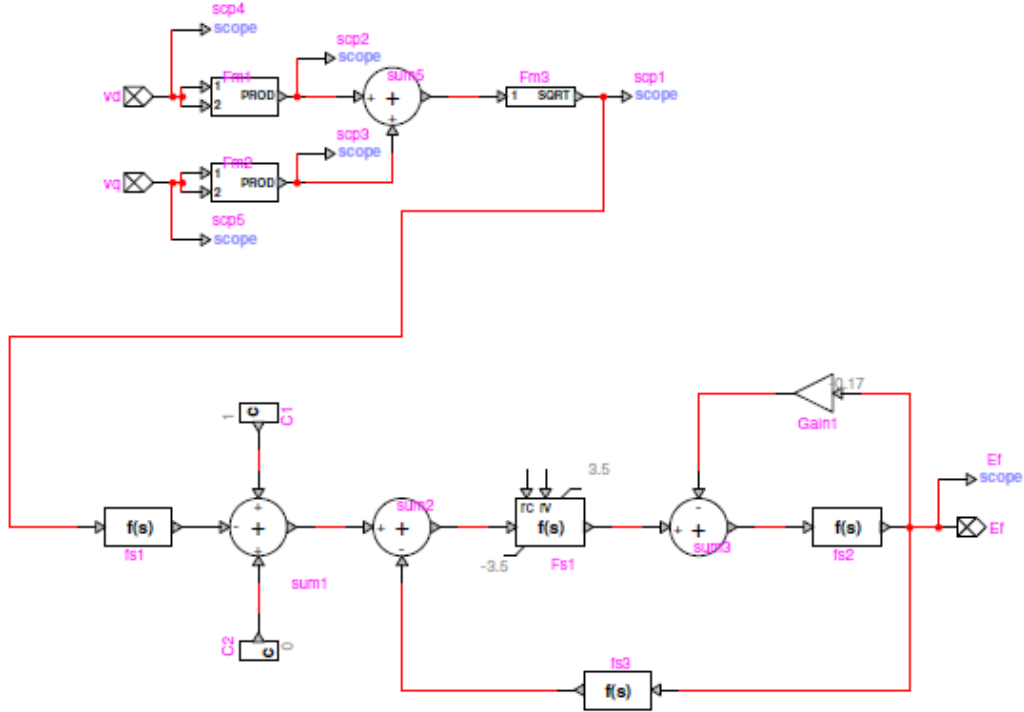 scp4
scope
scp2
scope
vd
Fm1
1
PROD
2
sum5
+
+
+
Fm3
1 SQRT
scp1
scope
scp3
scope
vq
Fm2
1
PROD
2
scp5
scope
-0.17
Gain1
1
C
C1
Ef
scope
3.5
rc rv
f(s)
fs1
+
-
+
+
sum1
sum2
+
+
-
f(s)
-3.5
Fs1
-
+
+
sum3
f(s)
fs2
Ef
C2
C
0
fs3
f(s)